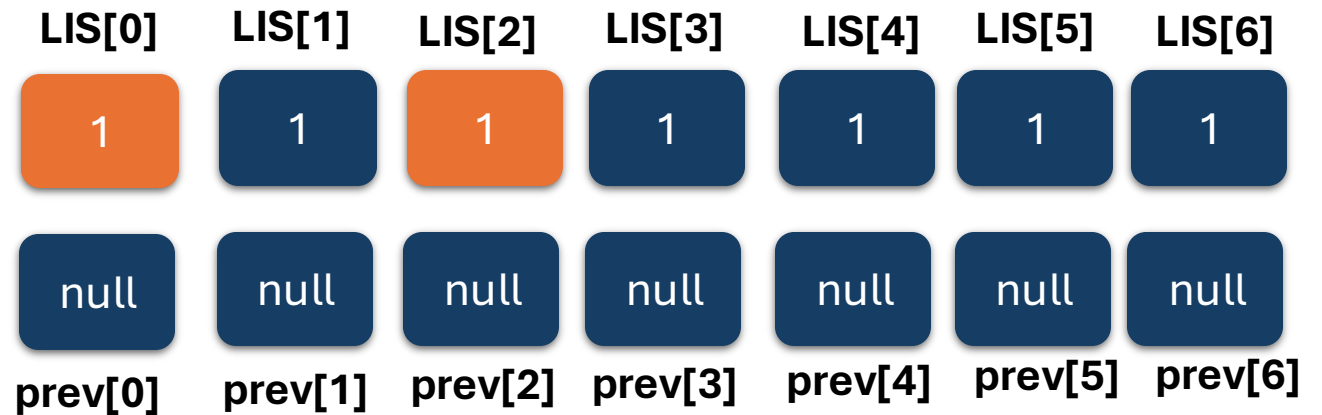 LIS[0] LIS[1] LIS[2] LIS[3] LIS[4] LIS[5] LIS[6]
1 1 1 1 1 1 1
null null null null null null null
prev[0] prev[1] prev[2] prev[3] prev[4] prev[5] prev[6]